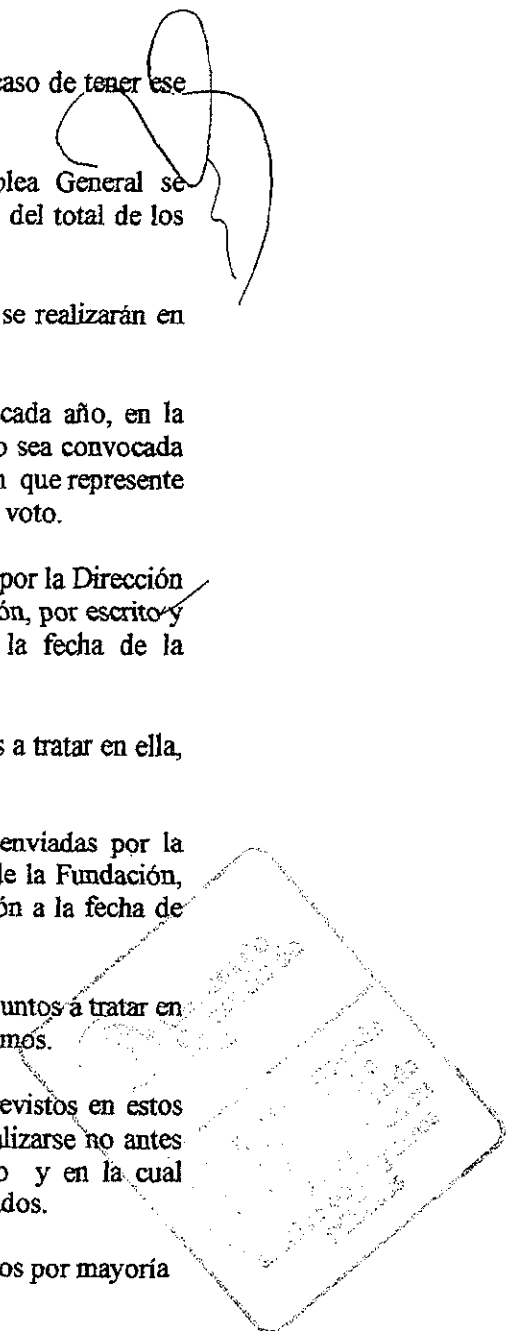 caso de tener ese
blea General se
del total de los
se realizarán en
cada año, en la
o sea convocada
que represente
voto.
por la Dirección
ón, por escrito y
la fecha de la
s a tratar en ella,
enviadas por la
de la Fundación,
ón a la fecha de
untos a tratar en
mos.
evistos en estos
alizarse no antes
o y en la cual
dos.
os por mayoría